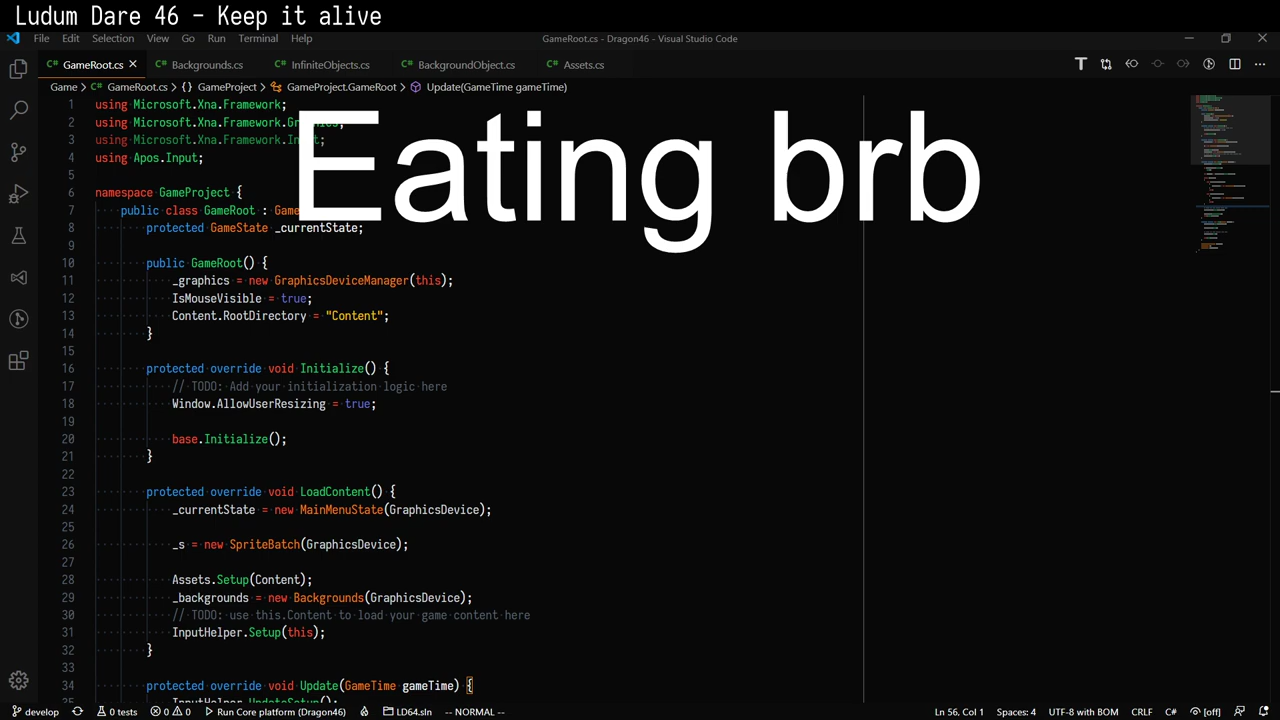 Ludum Dare 46 - Keep it alive
File Edit Selection View Go Run Terminal Help
GameRoot.cs - Dragon46 - Visual Studio Code
C# GameRoot.cs C# Backgrounds.cs C# InfiniteObjects.cs C# BackgroundObject.cs C# Assets.cs
Game > C# GameRoot.cs > {} GameProject > GameProject.GameRoot > Update(GameTime gameTime)
Eating brb
1 using Microsoft.Xna.Framework;
2 using Microsoft.Xna.Framework.
3 using Microsoft.Xna.Framework.
4 using Apos.Input;
5
6 namespace GameProject {
7 public class GameRoot :
8 protected GameState _currentState;
9
10 public GameRoot() {
11 _graphics = new GraphicsDeviceManager(this);
12 IsMouseVisible = true;
13 Content.RootDirectory = "Content";
14 }
15
16 protected override void Initialize() {
17 // TODO: Add your initialization logic here
18 Window.AllowUserResizing = true;
19
20 base.Initialize();
21 }
22
23 protected override void LoadContent() {
24 _currentState = new MainMenuState(GraphicsDevice);
25
26 _s = new SpriteBatch(GraphicsDevice);
27
28 Assets.Setup(Content);
29 _backgrounds = new Backgrounds(GraphicsDevice);
30 // TODO: use this.Content to load your game content here
31 InputHelper.Setup(this);
32 }
33
34 protected override void Update(GameTime gameTime) {
35 InputHelper.UpdateSetup();
develop 0 tests 0 0 Run Core platform (Dragon46) LD64.sln -- NORMAL -- Ln 56, Col 1 Spaces: 4 UTF-8 with BOM CRLF C# [off]